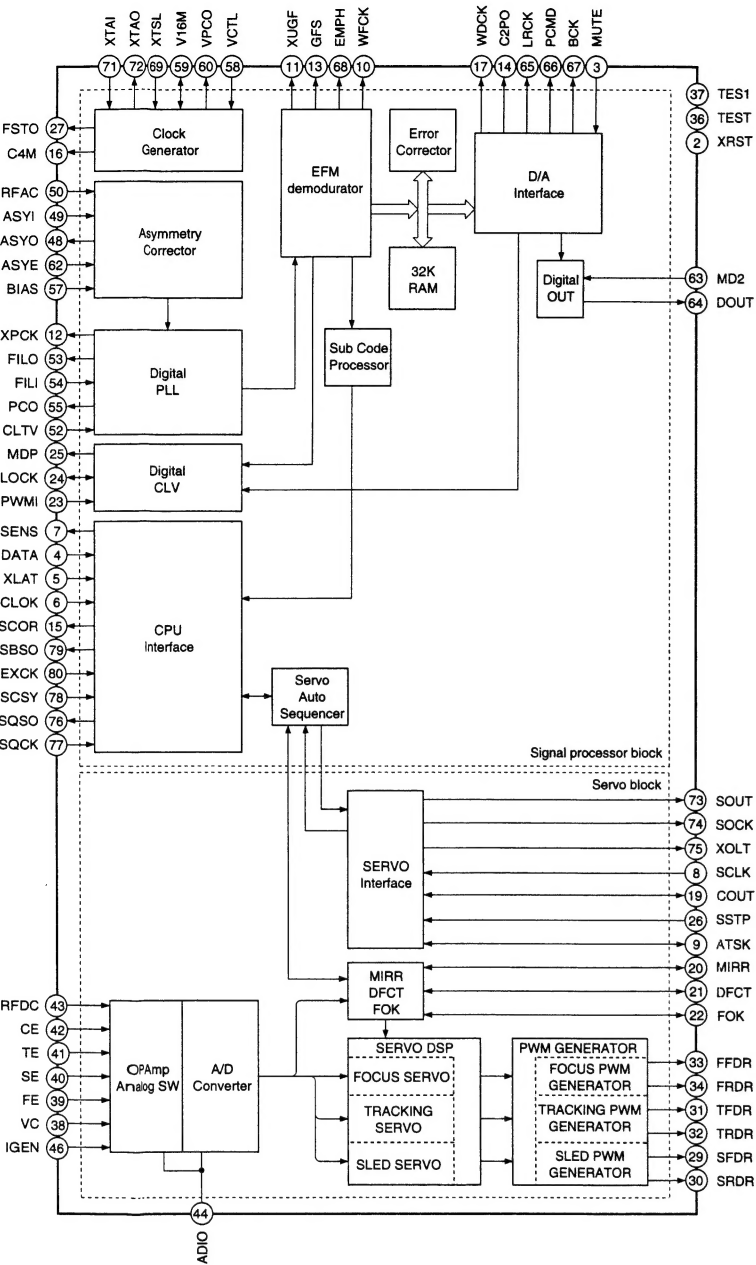 XTAI
XTAO
XTSL
V16M
VPCO
VCTL
XUGF
GFS
EMPH
WFCK
WDCK
C2PO
LRCK
PCMD
BCK
MUTE
71
72
69
59
60
58
11
13
68
10
17
14
65
66
67
3
37 TES1
36 TEST
2 XRST
FSTO 27
C4M 16
Clock
Generator
EFM
demodurator
Error
Corrector
D/A
Interface
RFAC 50
ASYI 49
ASYO 48
ASYE 62
BIAS 57
Asymmetry
Corrector
32K
RAM
Digital
OUT
63 MD2
64 DOUT
XPCK 12
FILO 53
FILI 54
PCO 55
CLTV 52
Digital
PLL
Sub Code
Processor
MDP 25
LOCK 24
PWMI 23
Digital
CLV
SENS 7
DATA 4
XLAT 5
CLOK 6
SCOR 15
SBSO 79
EXCK 80
SCSY 78
SQSO 76
SQCK 77
CPU
Interface
Servo
Auto
Sequencer
Signal processor block
Servo block
SERVO
Interface
73 SOUT
74 SOCK
75 XOLT
8 SCLK
19 COUT
26 SSTP
9 ATSK
20 MIRR
21 DFCT
22 FOK
MIRR
DFCT
FOK
RFDC 43
CE 42
TE 41
SE 40
FE 39
VC 38
IGEN 46
OPAmp
Analog SW
A/D
Converter
SERVO DSP
FOCUS SERVO
TRACKING
SERVO
SLED SERVO
PWM GENERATOR
FOCUS PWM
GENERATOR
TRACKING PWM
GENERATOR
SLED PWM
GENERATOR
33 FFDR
34 FRDR
31 TFDR
32 TRDR
29 SFDR
30 SRDR
44
ADIO